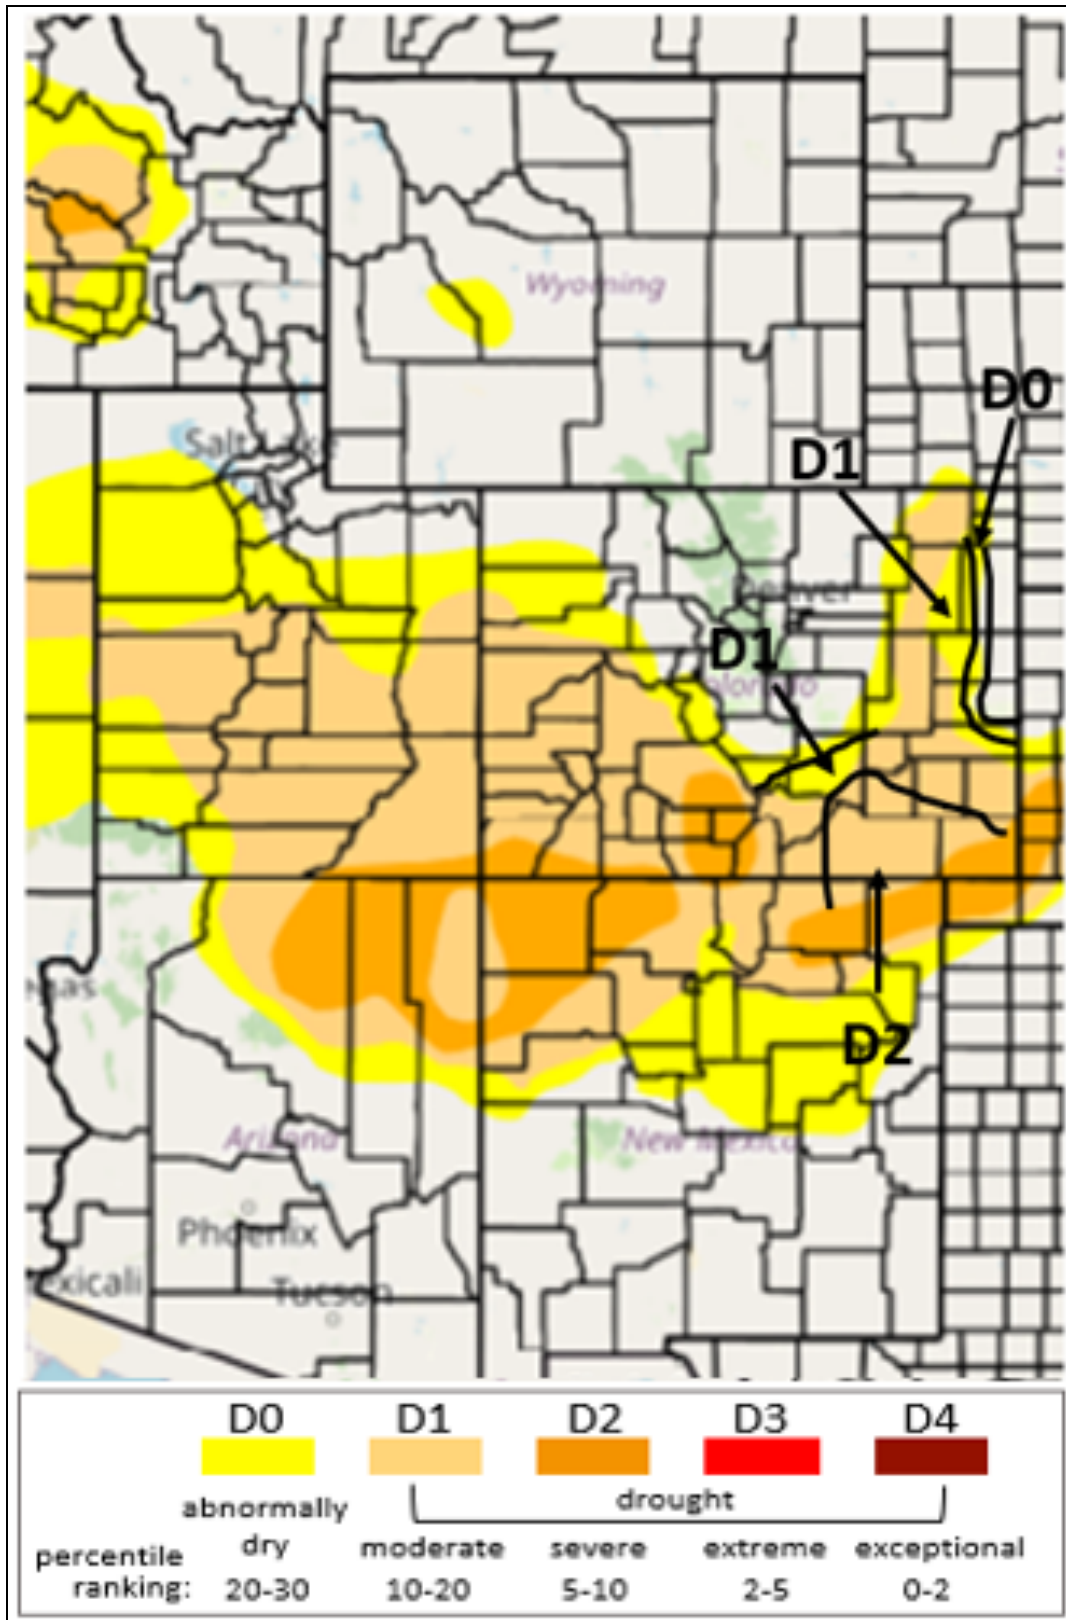 Wyoming
D0
Salt Lake
D1
Denver
D1
Colorado
D2
Arizona
New Mexico
Phoenix
exicali
Tucson
D0 D1 D2 D3 D4
abnormally
dry
drought
moderate severe extreme exceptional
percentile
ranking: 20-30 10-20 5-10 2-5 0-2